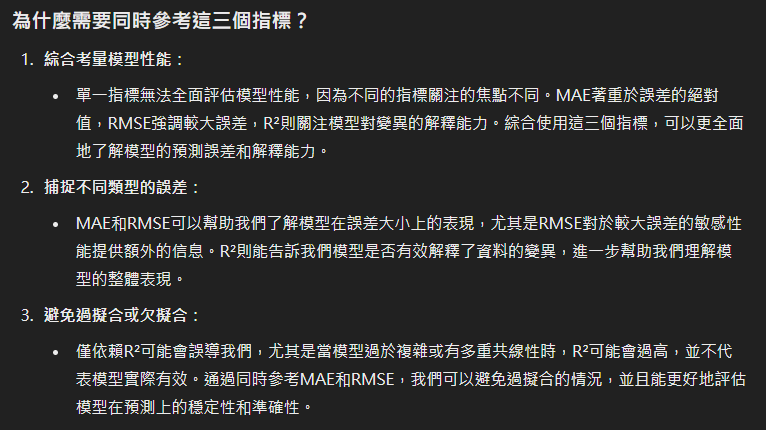 為什麼需要同時參考這三個指標？
1. 綜合考量模型性能：
• 單一指標無法全面評估模型性能，因為不同的指標關注的焦點不同。MAE著重於誤差的絕對
值，RMSE強調較大誤差，R²則關注模型對變異的解釋能力。綜合使用這三個指標，可以更全面
地了解模型的預測誤差和解釋能力。
2. 捕捉不同類型的誤差：
• MAE和RMSE可以幫助我們了解模型在誤差大小上的表現，尤其是RMSE對於較大誤差的敏感性
能提供額外的信息。R²則能告訴我們模型是否有效解釋了資料的變異，進一步幫助我們理解模
型的整體表現。
3. 避免過擬合或欠擬合：
• 僅依賴R²可能會誤導我們，尤其是當模型過於複雜或有多重共線性時，R²可能會過高，並不代
表模型實際有效。通過同時參考MAE和RMSE，我們可以避免過擬合的情況，並且能更好地評估
模型在預測上的穩定性和準確性。